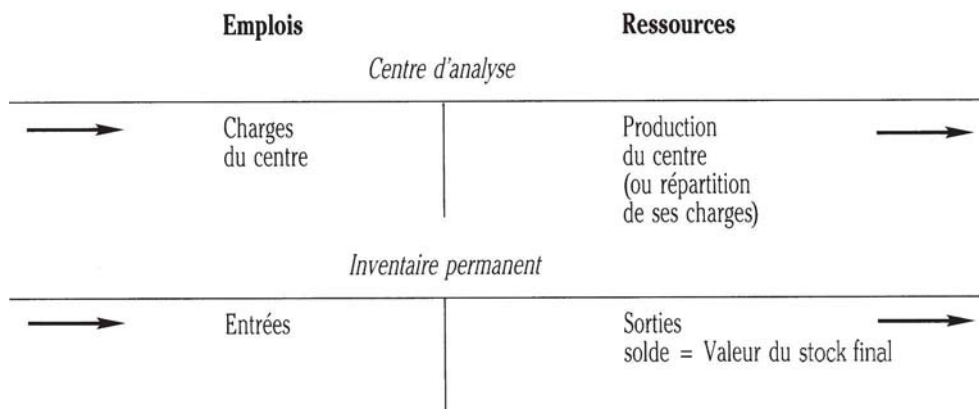 Emplois Ressources
Centre d'analyse
Charges Production
du centre du centre
(ou répartition
de ses charges)
Inventaire permanent
Entrées Sorties
solde = Valeur du stock final